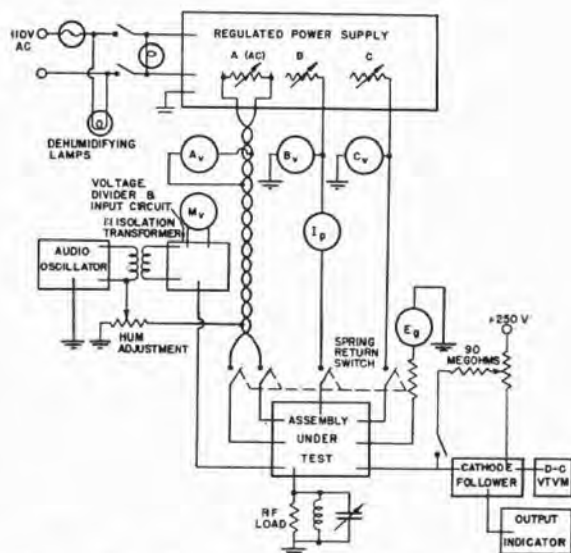 110V
AC
REGULATED POWER SUPPLY
A (AC)
B
C
P
DEHUMIDIFYING
LAMPS
Av
Bv
Cv
VOLTAGE
DIVIDER &
INPUT CIRCUIT
Mv
1:1 ISOLATION
TRANSFORMER
Ip
AUDIO
OSCILLATOR
HUM
ADJUSTMENT
Eg
+250 V
SPRING
RETURN
SWITCH
90
MEGOHMS
ASSEMBLY
UNDER
TEST
CATHODE
FOLLOWER
D-C
VTVM
RF
LOAD
OUTPUT
INDICATOR